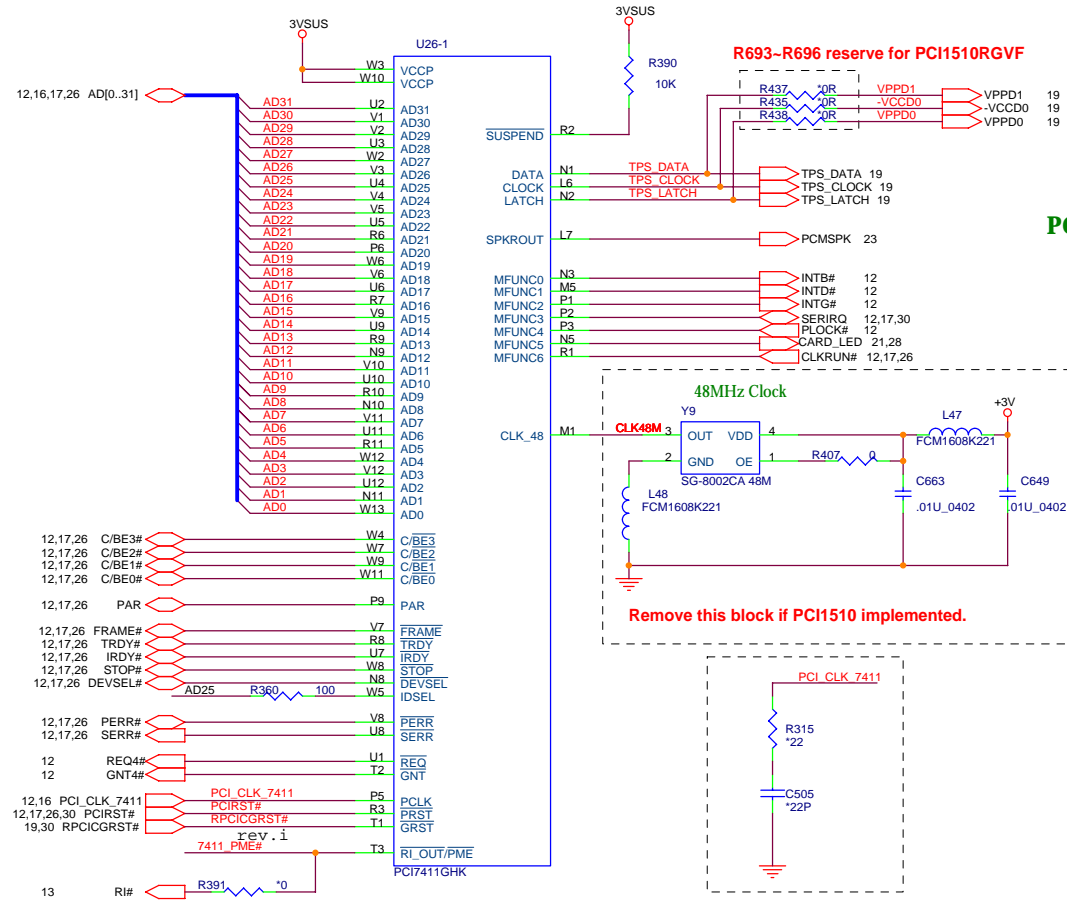 3VSUS
3VSUS
U26-1
R693~R696 reserve for PCI1510RGVF
R390
10K
W3 VCCP
W10 VCCP
12,16,17,26 AD[0..31]
AD31 U2 AD31
AD30 V1 AD30
AD29 V2 AD29
AD28 U3 AD28
AD27 W2 AD27
AD26 V3 AD26
AD25 U4 AD25
AD24 V4 AD24
AD23 V5 AD23
AD22 U5 AD22
AD21 R6 AD21
AD20 P6 AD20
AD19 W6 AD19
AD18 V6 AD18
AD17 U6 AD17
AD16 R7 AD16
AD15 V9 AD15
AD14 U9 AD14
AD13 R9 AD13
AD12 N9 AD12
AD11 V10 AD11
AD10 U10 AD10
AD9 R10 AD9
AD8 N10 AD8
AD7 V11 AD7
AD6 U11 AD6
AD5 R11 AD5
AD4 W12 AD4
AD3 V12 AD3
AD2 U12 AD2
AD1 N11 AD1
AD0 W13 AD0
12,17,26 C/BE3# W4 C/BE3
12,17,26 C/BE2# W7 C/BE2
12,17,26 C/BE1# W9 C/BE1
12,17,26 C/BE0# W11 C/BE0
12,17,26 PAR P9 PAR
12,17,26 FRAME# V7 FRAME
12,17,26 TRDY# R8 TRDY
12,17,26 IRDY# U7 IRDY
12,17,26 STOP# W8 STOP
12,17,26 DEVSEL# N8 DEVSEL
AD25 R360 100 W5 IDSEL
12,17,26 PERR# V8 PERR
12,17,26 SERR# U8 SERR
12 REQ4# U1 REQ
12 GNT4# T2 GNT
12,16 PCI_CLK_7411 PCI_CLK_7411 P5 PCLK
12,17,26,30 PCIRST# PCIRST# R3 PRST
19,30 RPCICGRST# RPCICGRST# T1 GRST
rev.i
7411_PME# T3 RI_OUT/PME
PCI7411GHK
13 RI# R391 *0
SUSPEND R2
R437 *0R VPPD1 VPPD1 19
R435 *0R -VCCD0 -VCCD0 19
R438 *0R VPPD0 VPPD0 19
DATA N1 TPS_DATA TPS_DATA 19
CLOCK L6 TPS_CLOCK TPS_CLOCK 19
LATCH N2 TPS_LATCH TPS_LATCH 19
SPKROUT L7 PCMSPK 23
PC
MFUNC0 N3 INTB# 12
MFUNC1 M5 INTD# 12
MFUNC2 P1 INTG# 12
MFUNC3 P2 SERIRQ 12,17,30
MFUNC4 P3 PLOCK# 12
MFUNC5 N5 CARD_LED 21,28
MFUNC6 R1 CLKRUN# 12,17,26
48MHz Clock
+3V
Y9
L47
FCM1608K221
CLK_48 M1 CLK48M 3 OUT VDD 4
2 GND OE 1 R407 0
SG-8002CA 48M
L48
FCM1608K221
C663
.01U_0402
C649
.01U_0402
Remove this block if PCI1510 implemented.
PCI_CLK_7411
R315
*22
C505
*22P